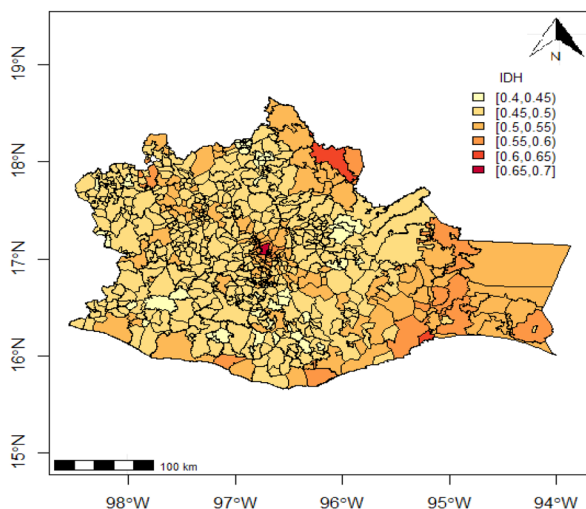 19°N
18°N
17°N
16°N
15°N
N
IDH
[0.4,0.45)
[0.45,0.5)
[0.5,0.55)
[0.55,0.6)
[0.6,0.65)
[0.65,0.7]
100 km
98°W 97°W 96°W 95°W 94°W